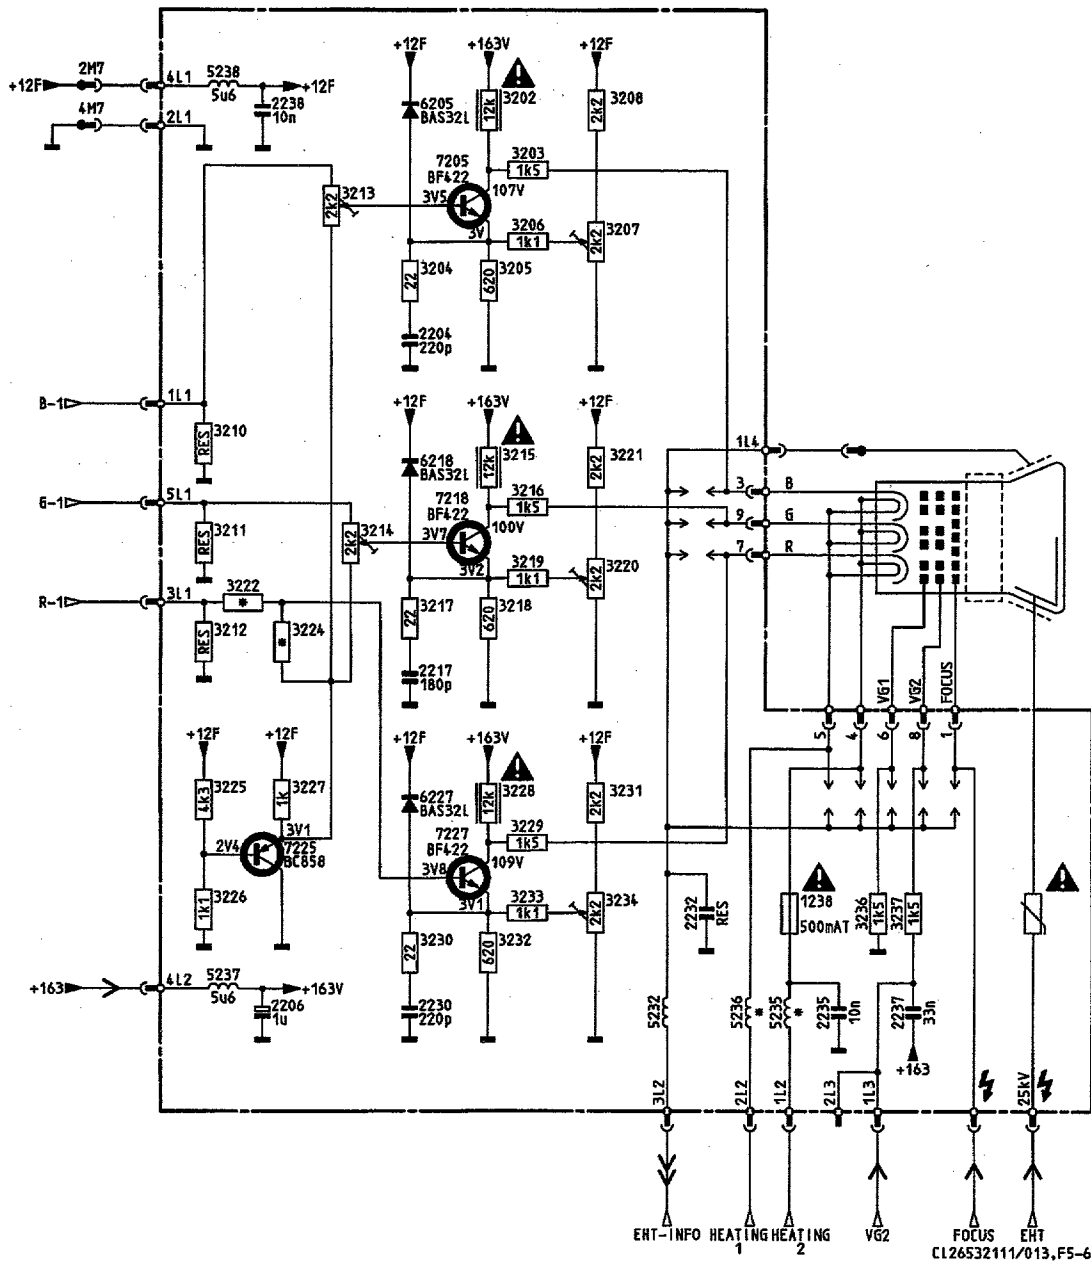 +12F +163V +12F
2M7
+12F 4L1 5238 5u6 +12F
2238 10n
4M7
2L1
6205 BAS32L
12k 3202
2k2 3208
7205 BF422
3203 1k5
3V5 107V
2k2 3213
3V
3206 1k1
2k2 3207
22 3204
620 3205
2204 220p
B-1 1L1
RES 3210
+12F +163V +12F
6218 BAS32L
12k 3215
2k2 3221
1L4
7218 BF422
3216 1k5
3 B
G-1 5L1
RES 3211
2k2 3214
3V7 100V
9 G
3V2
3219 1k1
2k2 3220
7 R
R-1 3L1
3222 *
RES 3212
* 3224
22 3217
620 3218
2217 180p
VG1 VG2 FOCUS
5 4 6 8 1
+12F +12F +12F +163V +12F
4k3 3225
1k 3227
6227 BAS32L
12k 3228
2k2 3231
7227 BF422
3229 1k5
2V4 3V1
7225 BC858
3V8 109V
3V1
1k1 3226
3233 1k1
2k2 3234
22 3230
620 3232
2230 220p
2232 RES
1238 500mAT
3236 1k5
3237 1k5
+163 4L2 5237 5u6 +163V
2206 1u
5232
5236 *
5235 *
2235 10n
2237 33n
+163
3L2 2L2 1L2 2L3 1L3 25kV
EHT-INFO HEATING 1 HEATING 2 VG2 FOCUS EHT
CL26532111/013,F5-6